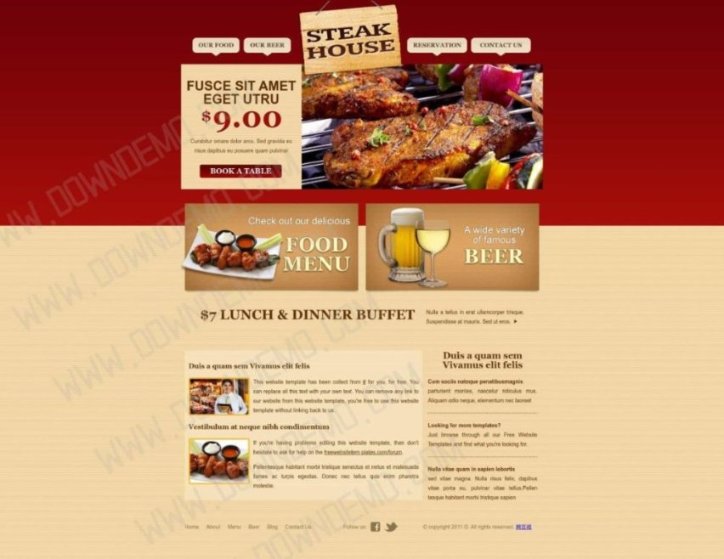 STEAK
HOUSE
OUR FOOD
OUR BEER
RESERVATION
CONTACT US
FUSCE SIT AMET
EGET UTRU
$9.00
Curabitur ornare dolor arcu. Sed gravida eu
risus dapibus eu posuere quam pulvinar
BOOK A TABLE
Check out our delicious
FOOD
MENU
A wide variety
of famous
BEER
$7 LUNCH & DINNER BUFFET
Nulla a tellus in erat ullamcorper tristique.
Suspendisse at mauris. Sed ut eros.
Duis a quam sem Vivamus elit felis
This website template has been collected from it for you, for free. You
can replace all this text with your own text. You can remove any link to
our website from this website template, you're free to use this website
template without linking back to us.
Vestibulum at neque nibh condimentum
If you're having problems editing this website template, then don't
hesitate to ask for help on the
Pellentesque habitant morbi tristique senectus et netus et malesuada
fames ac turpis egestas. Donec nec tellus quis enim pharetra
molestie.
Duis a quam sem
Vivamus elit felis
Cum sociis natoque penatibusmagnis
parturient montes, nascetur ridiculus mus.
Aliquam odio neque, elementum nec laoreet
Looking for more templates?
Just browse through all our Free Website
Templates and find what you're looking for.
Nulla vitae quam in sapien lobortis
sed vitae magna. Nulla risus felis, dapibus
vitae porta eu, pulvinar vitae tellus.Pellen
tesque habitant morbi tristique sapien
Home About Menu Beer Blog Contact Us
Follow us:
© copyright 2011 ©. All rights reserved.
WWW.DOWNDEMO.COM
WWW.DOWNDEMO.COM
WWW.DOWNDEMO.COM